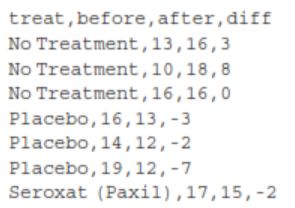 treat,before,after,diff
No Treatment,13,16,3
No Treatment,10,18,8
No Treatment,16,16,0
Placebo,16,13,-3
Placebo,14,12,-2
Placebo,19,12,-7
Seroxat (Paxil),17,15,-2